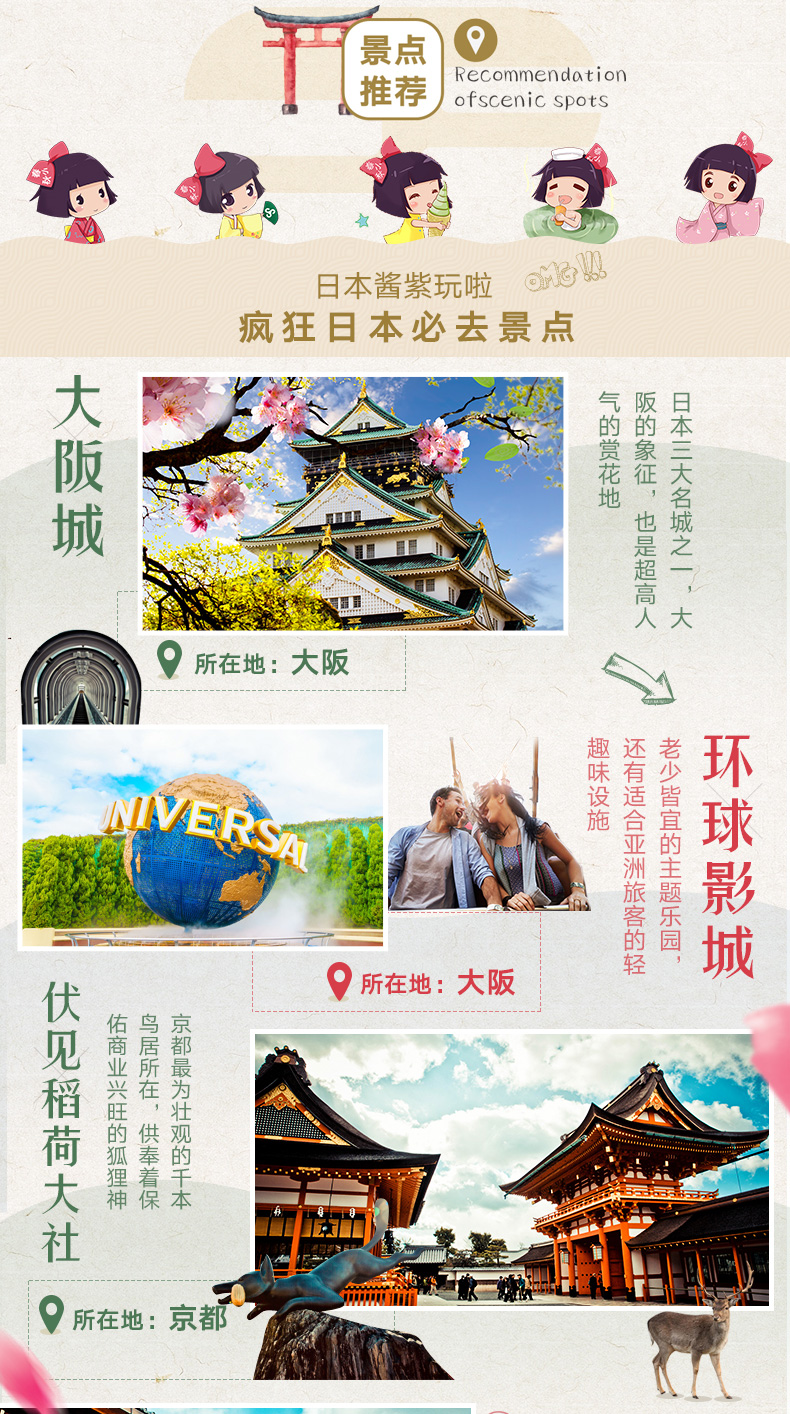 景点
推荐
Recommendation
ofscenic spots
日本酱紫玩啦
OMG!!!
疯狂日本必去景点
大阪城
日本三大名城之一，大
阪的象征，也是超高人
气的赏花地
所在地：大阪
UNIVERSAL
环球影城
老少皆宜的主题乐园，
还有适合亚洲旅客的轻
趣味设施
所在地：大阪
伏见稻荷大社
京都最为壮观的千本
鸟居所在，供奉着保
佑商业兴旺的狐狸神
所在地：京都